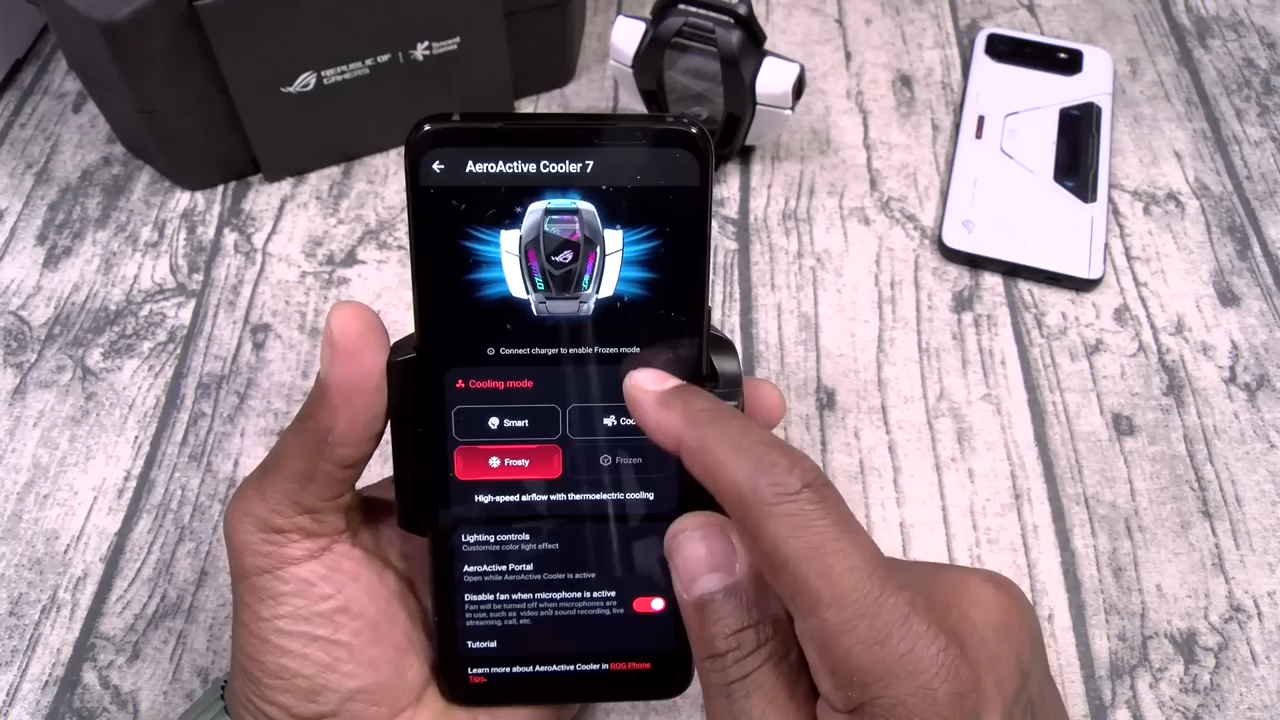 REPUBLIC OF
GAMERS
Tencent
Games
AeroActive Cooler 7
Connect charger to enable Frozen mode
Cooling mode
Smart
Frosty
Frozen
High-speed airflow with thermoelectric cooling
Lighting controls
Customize color light effect
AeroActive Portal
Open while AeroActive Cooler is active
Disable fan when microphone is active
Fan will be turned off when microphones are
in use, such as video and sound recording, live
streaming, call, etc.
Tutorial
Learn more about AeroActive Cooler in ROG Phone
Tips.